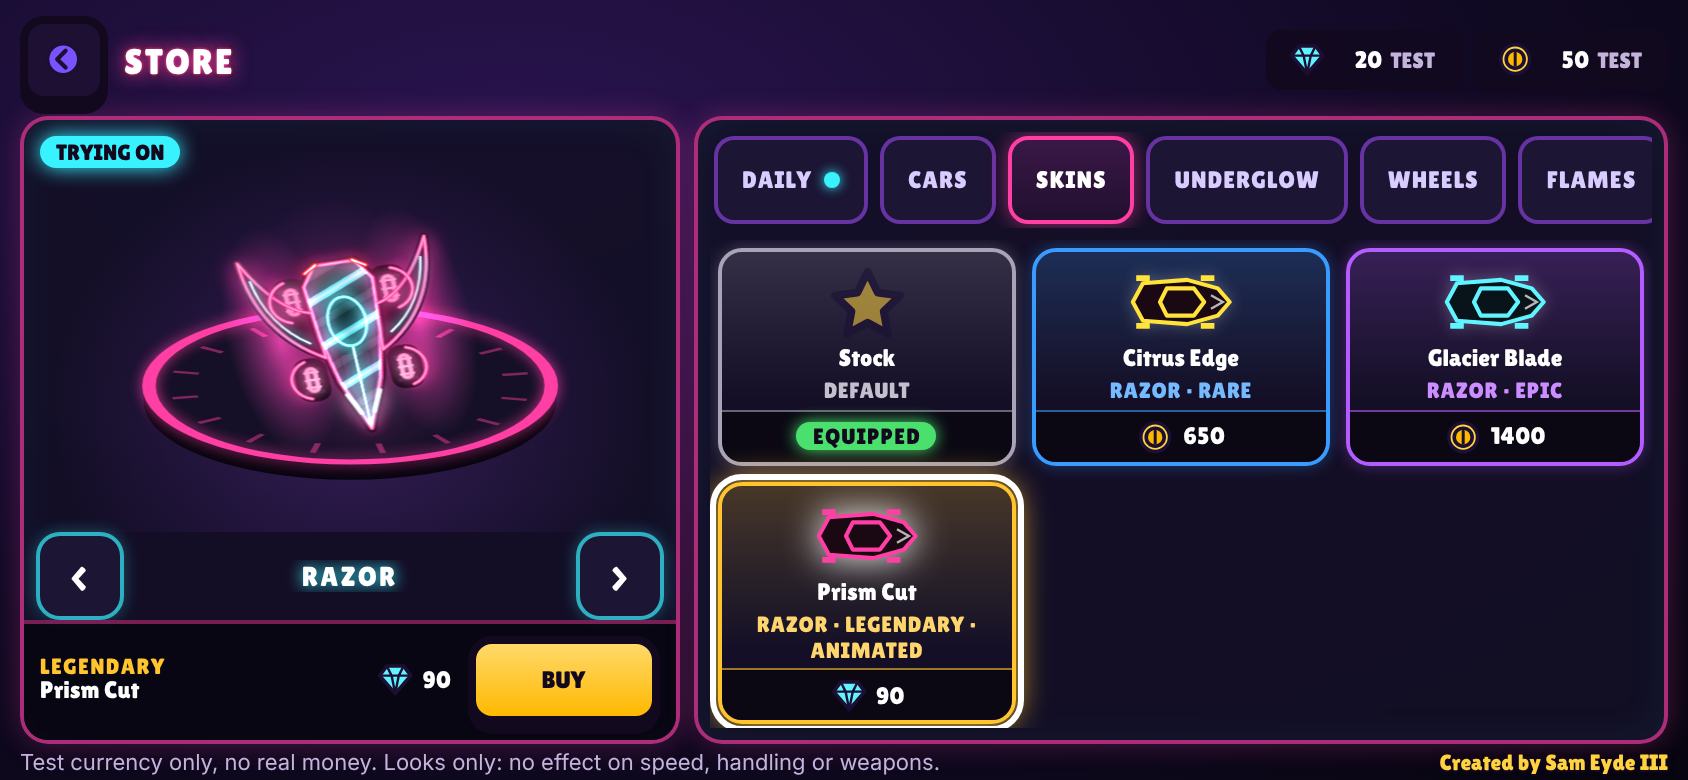 STORE
20 TEST
50 TEST
TRYING ON
RAZOR
LEGENDARY
Prism Cut
90
BUY
DAILY
CARS
SKINS
UNDERGLOW
WHEELS
FLAMES
Stock
DEFAULT
EQUIPPED
Citrus Edge
RAZOR · RARE
650
Glacier Blade
RAZOR · EPIC
1400
Prism Cut
RAZOR · LEGENDARY ·
ANIMATED
90
Test currency only, no real money. Looks only: no effect on speed, handling or weapons.
Created by Sam Eyde III